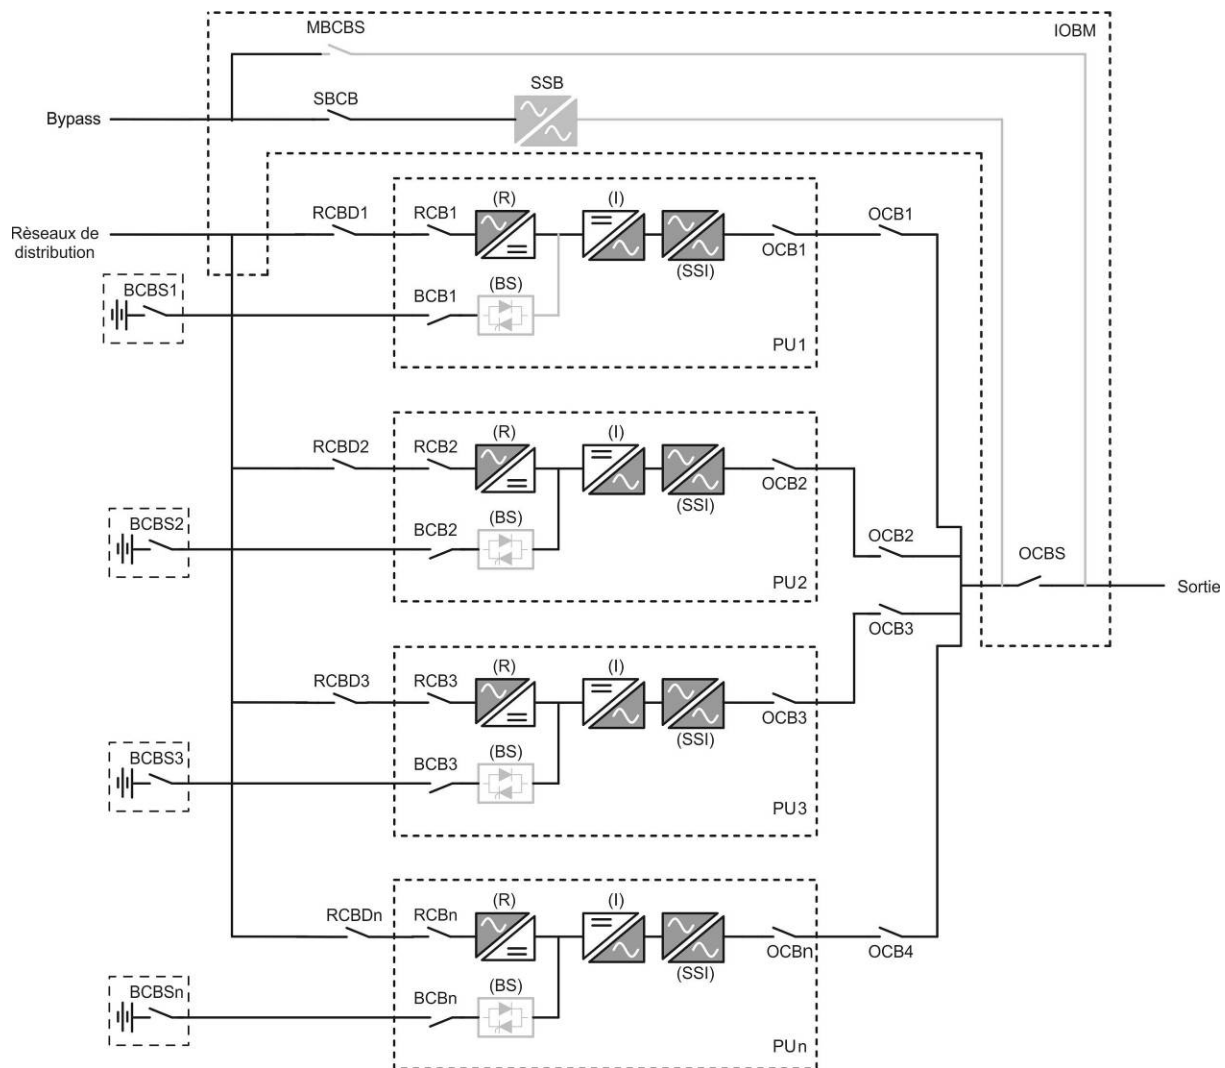 MBCBS
IOBM
SSB
SBCB
Bypass
(R)
(I)
RCBD1
RCB1
OCB1
Rèseaux de
distribution
OCB1
(SSI)
BCBS1
BCB1
(BS)
PU1
(R)
(I)
RCBD2
RCB2
OCB2
(SSI)
BCBS2
BCB2
(BS)
OCB2
OCBS
PU2
Sortie
OCB3
(R)
(I)
RCBD3
RCB3
OCB3
(SSI)
BCBS3
BCB3
(BS)
PU3
(R)
(I)
RCBDn
RCBn
OCBn
OCB4
(SSI)
BCBSn
BCBn
(BS)
PUn